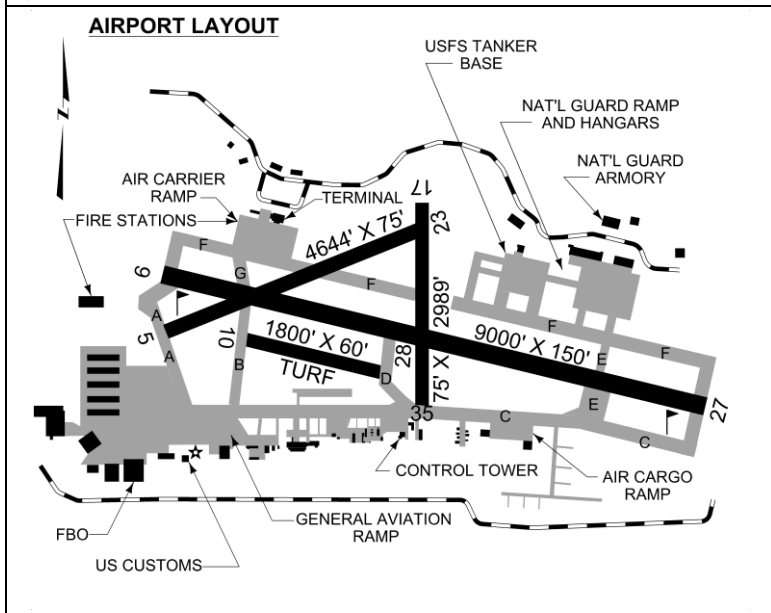 AIRPORT LAYOUT
USFS TANKER
BASE
N
NAT'L GUARD RAMP
AND HANGARS
NAT'L GUARD
ARMORY
AIR CARRIER
RAMP
TERMINAL
FIRE STATIONS
17
23
4644' X 75'
F
G
F
9
A
5
A
10
1800' X 60'
TURF
28
75' X 2989'
9000' X 150'
F
E
F
B
D
E
27
35
C
C
CONTROL TOWER
AIR CARGO
RAMP
GENERAL AVIATION
RAMP
FBO
US CUSTOMS